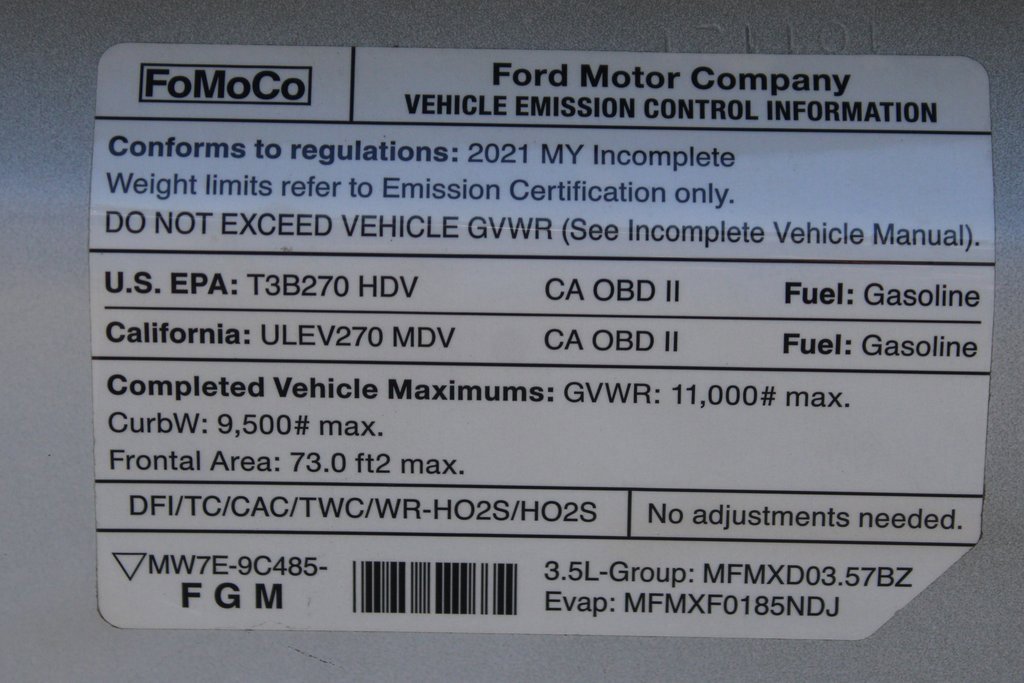 FoMoCo
Ford Motor Company
VEHICLE EMISSION CONTROL INFORMATION
Conforms to regulations: 2021 MY Incomplete
Weight limits refer to Emission Certification only.
DO NOT EXCEED VEHICLE GVWR (See Incomplete Vehicle Manual).
U.S. EPA: T3B270 HDV CA OBD II Fuel: Gasoline
California: ULEV270 MDV CA OBD II Fuel: Gasoline
Completed Vehicle Maximums: GVWR: 11,000# max.
CurbW: 9,500# max.
Frontal Area: 73.0 ft2 max.
DFI/TC/CAC/TWC/WR-HO2S/HO2S No adjustments needed.
MW7E-9C485-
F G M
3.5L-Group: MFMXD03.57BZ
Evap: MFMXF0185NDJ